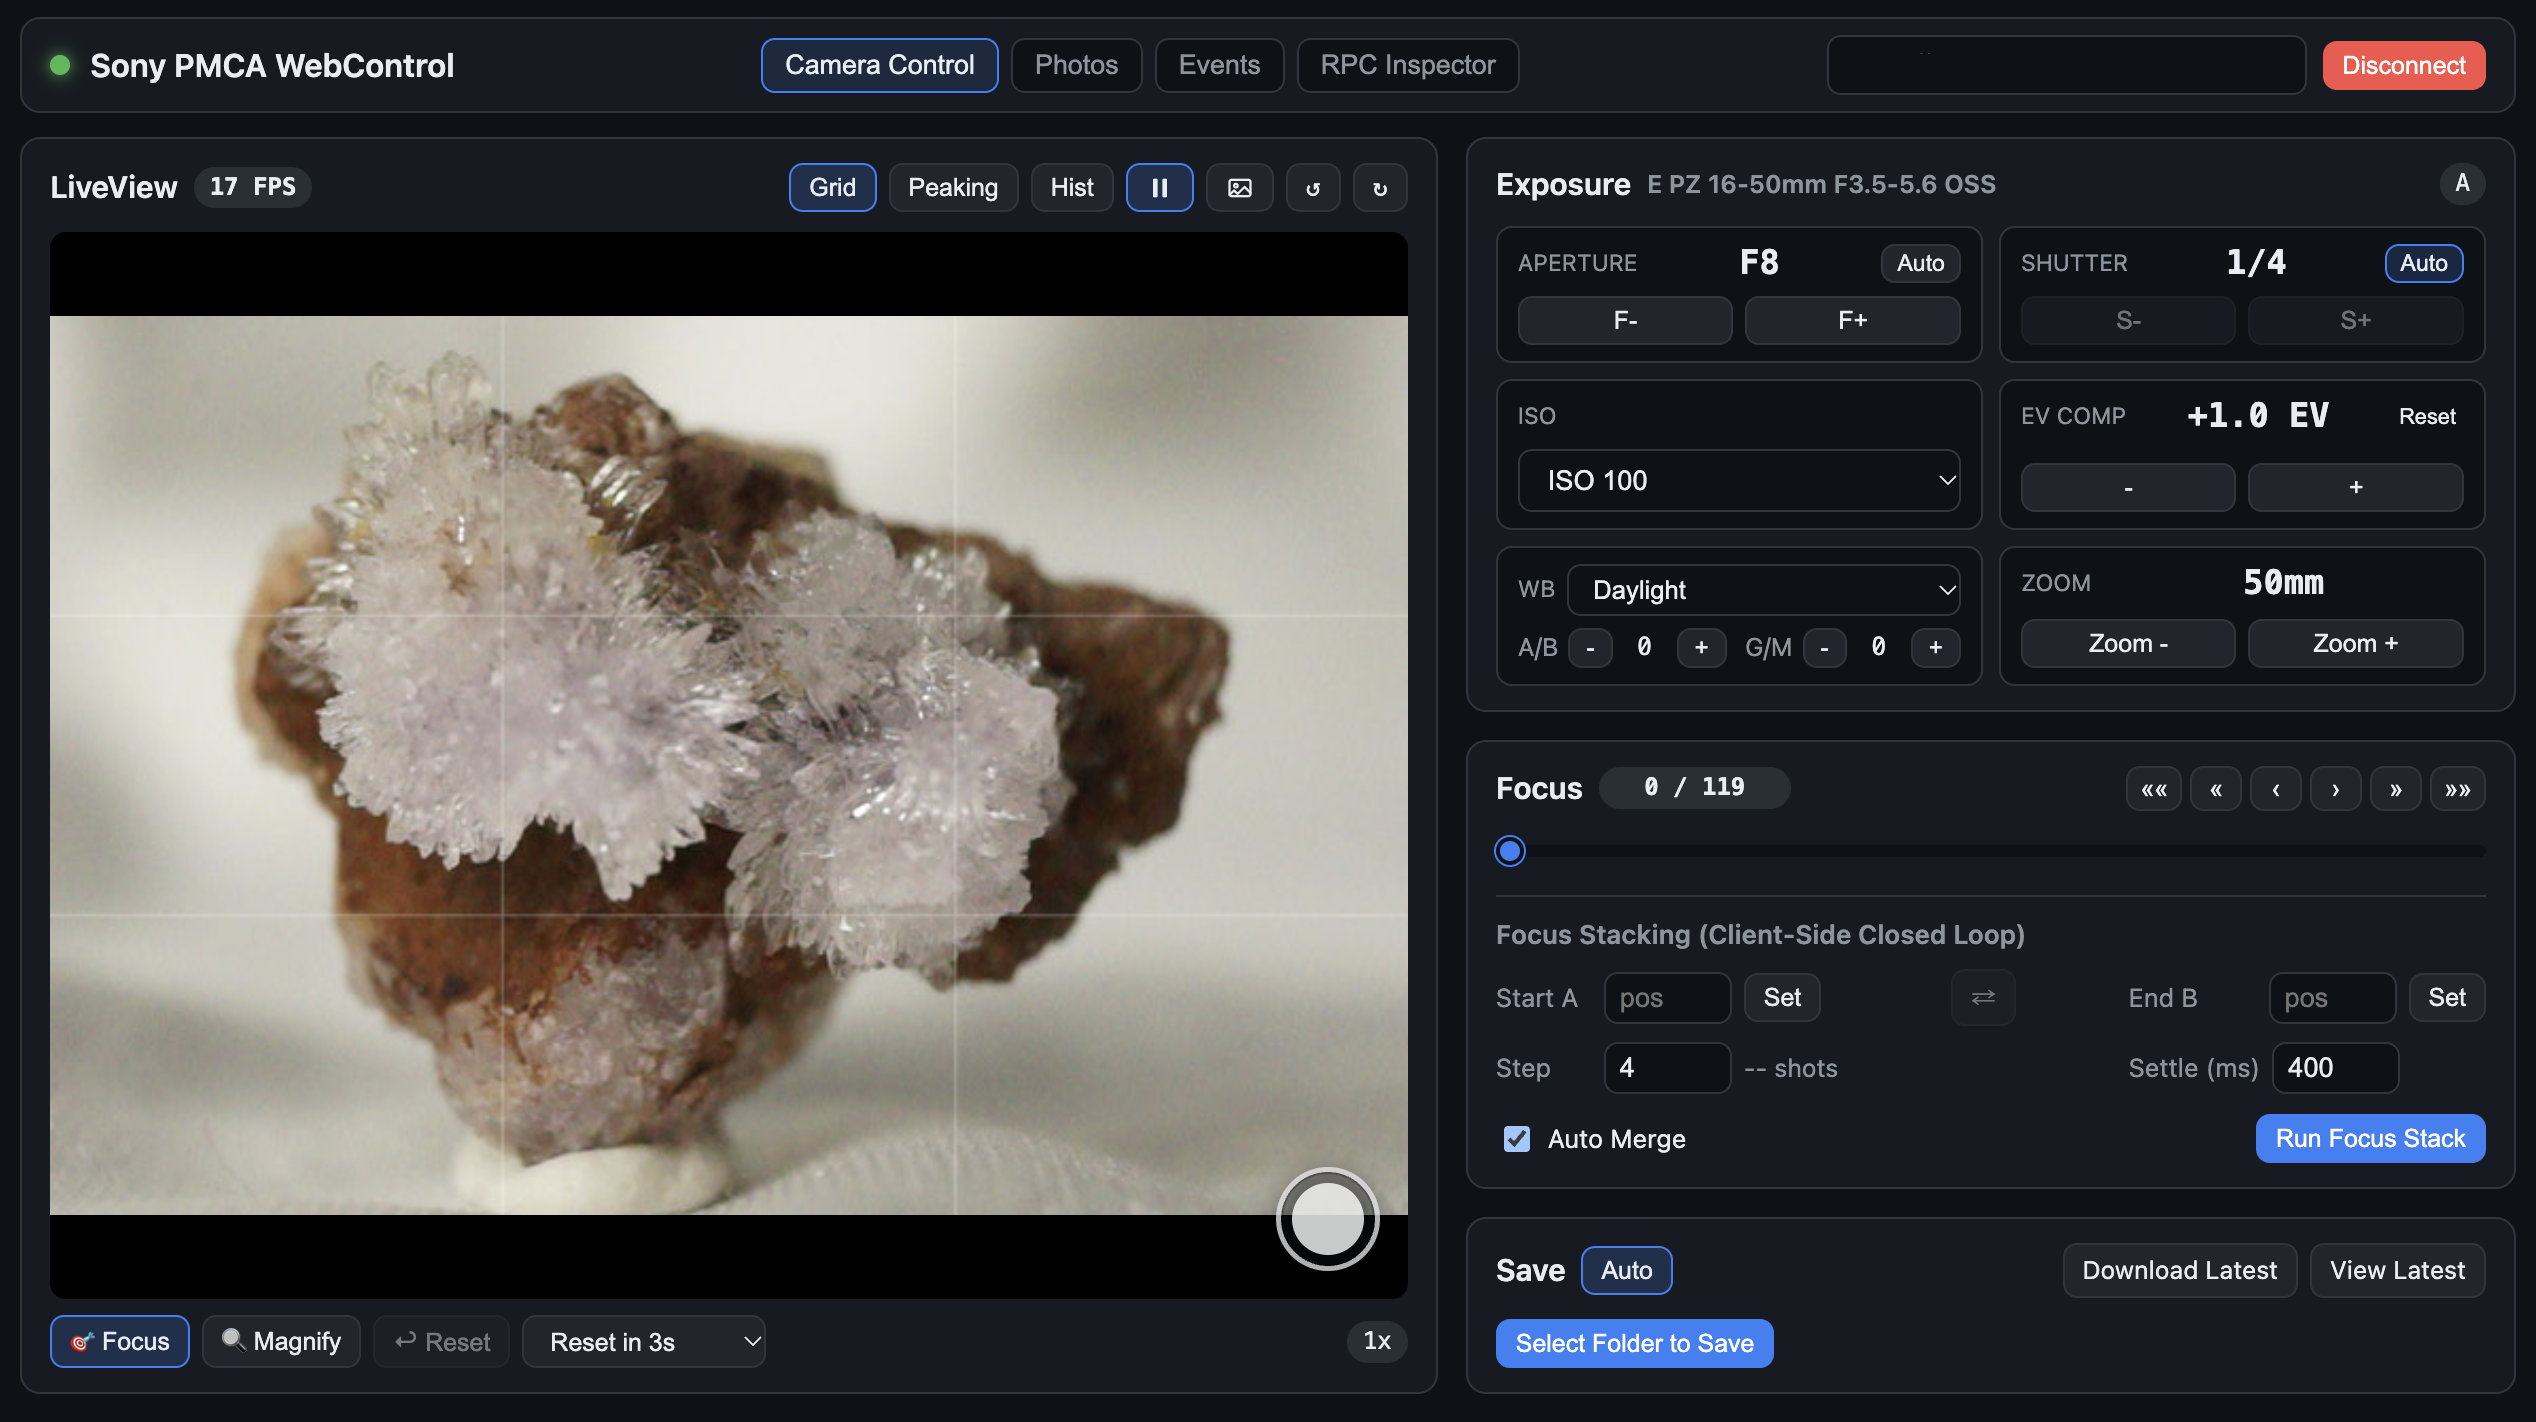 Sony PMCA WebControl
Camera Control
Photos
Events
RPC Inspector
Disconnect
LiveView
17 FPS
Grid
Peaking
Hist
↺
↻
🎯 Focus
🔍 Magnify
↩ Reset
Reset in 3s
1x
Exposure
E PZ 16-50mm F3.5-5.6 OSS
A
APERTURE
F8
Auto
F-
F+
SHUTTER
1/4
Auto
S-
S+
ISO
ISO 100
EV COMP
+1.0 EV
Reset
-
+
WB
Daylight
A/B
-
0
+
G/M
-
0
+
ZOOM
50mm
Zoom -
Zoom +
Focus
0 / 119
««
«
‹
›
»
»»
Focus Stacking (Client-Side Closed Loop)
Start A
pos
Set
⇄
End B
pos
Set
Step
4
-- shots
Settle (ms)
400
Auto Merge
Run Focus Stack
Save
Auto
Download Latest
View Latest
Select Folder to Save